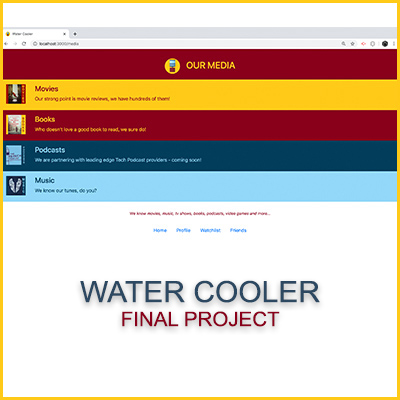 Water Cooler
localhost:3000/media
OUR MEDIA
Movies
Our strong point is movie reviews, we have hundreds of them!
Books
Who doesn't love a good book to read, we sure do!
Podcasts
We are partnering with leading edge Tech Podcast providers - coming soon!
Music
We know our tunes, do you?
We know movies, music, tv shows, books, podcasts, video games and more...
Home Profile Watchlist Friends
WATER COOLER
FINAL PROJECT